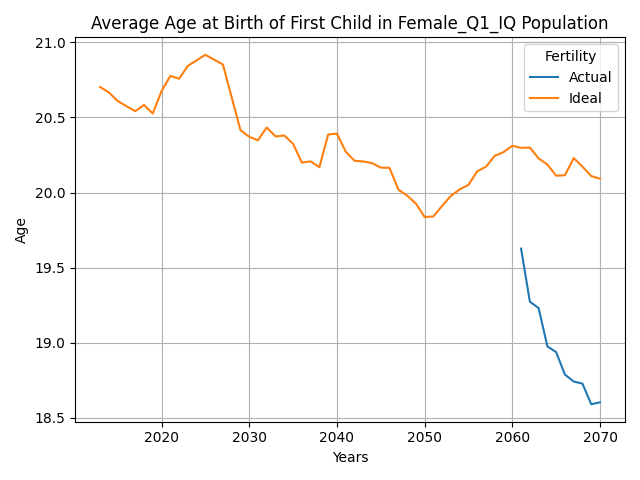 Average Age at Birth of First Child in Female_Q1_IQ Population
Fertility
Actual
Ideal
Age
21.0
20.5
20.0
19.5
19.0
18.5
2020
2030
2040
2050
2060
2070
Years